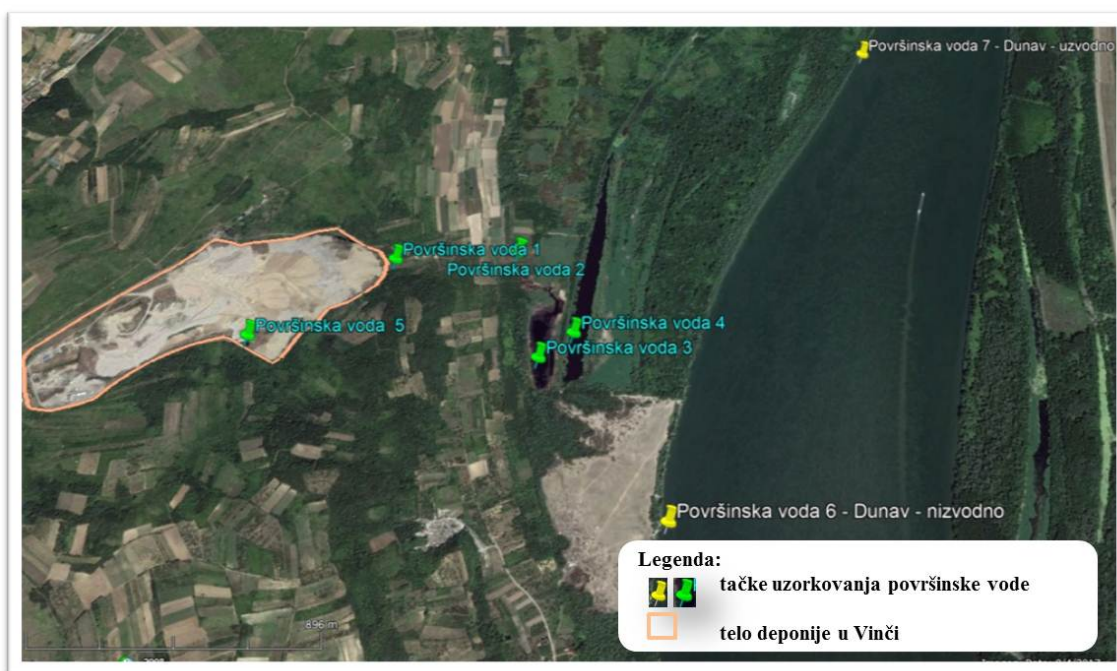 Površinska voda 7 - Dunav - uzvodno
Površinska voda 1
Površinska voda 2
Površinska voda 5
Površinska voda 4
Površinska voda 3
Površinska voda 6 - Dunav - nizvodno
Legenda:
tačke uzorkovanja površinske vode
telo deponije u Vinči
896 m